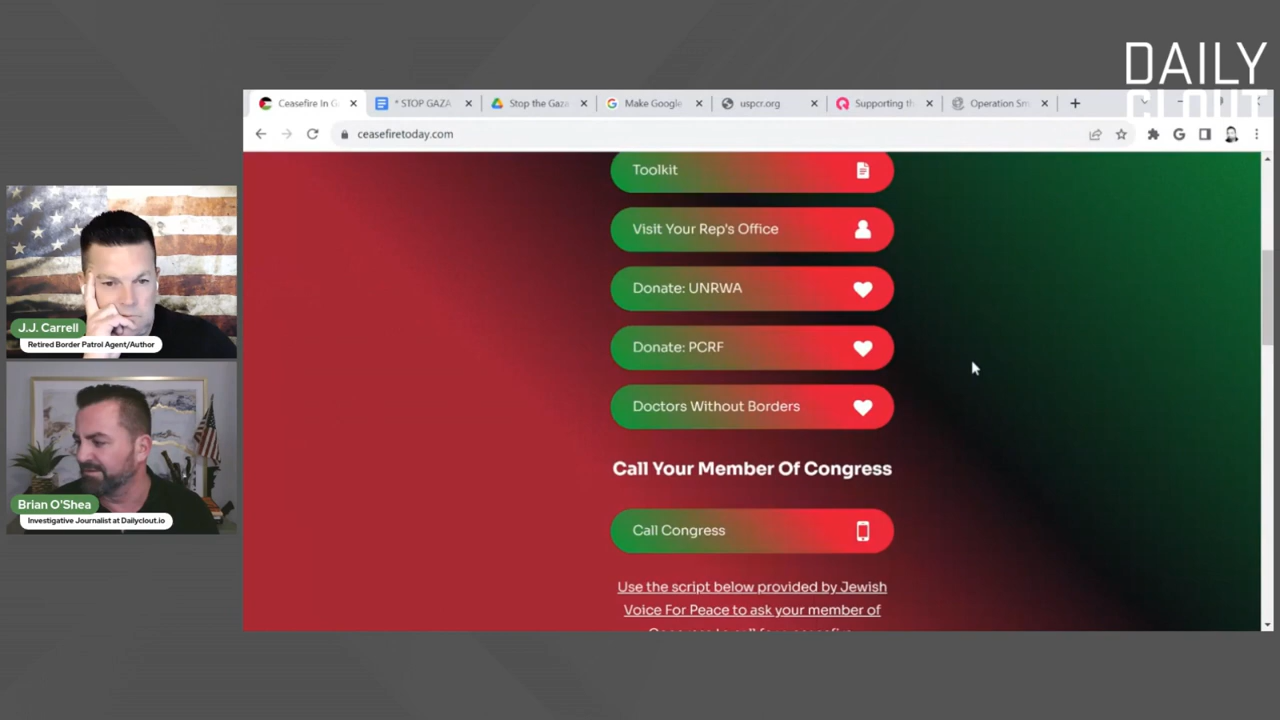 DAILY
CLOUT
Ceasefire In G
* STOP GAZA
Stop the Gaza
Make Google
uspcr.org
Supporting th
Operation Sm
ceasefiretoday.com
Toolkit
Visit Your Rep's Office
Donate: UNRWA
Donate: PCRF
Doctors Without Borders
Call Your Member Of Congress
Call Congress
Use the script below provided by Jewish
Voice For Peace to ask your member of
J.J. Carrell
Retired Border Patrol Agent/Author
Brian O'Shea
Investigative Journalist at Dailyclout.io